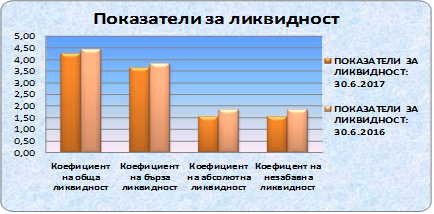 Показатели за ликвидност
5,00
4,50
4,00
3,50
3,00
2,50
2,00
1,50
1,00
0,50
0,00
ПОКАЗАТЕЛИ ЗА
ЛИКВИДНОСТ:
30.6.2017
ПОКАЗАТЕЛИ ЗА
ЛИКВИДНОСТ:
30.6.2016
Коефициент
на обща
ликвидност
Коефициент
на бърза
ликвидност
Коефициент
на абсолютна
ликвидност
Коефицент на
незабавна
ликвидност